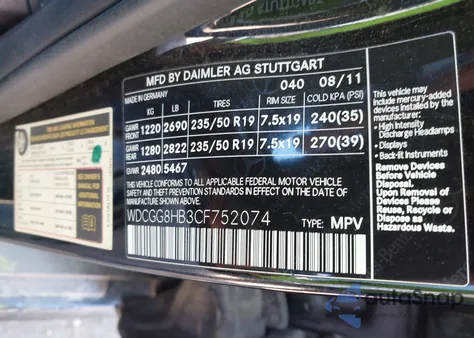 MFD BY DAIMLER AG STUTTGART
MADE IN GERMANY 040 08/11
KG LB TIRES RIM SIZE COLD KPA (PSI)
GAWR FRONT 1220 2690 235/50 R19 7.5x19 240(35)
GAWR REAR 1280 2822 235/50 R19 7.5x19 270(39)
GVWR 2480 5467
THIS VEHICLE CONFORMS TO ALL APPLICABLE FEDERAL MOTOR VEHICLE
SAFETY, BUMPER AND THEFT PREVENTION STANDARDS IN EFFECT ON THE DATE
OF MANUFACTURE SHOWN ABOVE.
WDCGG8HB3CF752074 TYPE: MPV
This vehicle may
include mercury-added
devices installed by the
manufacturer:
• High Intensity
Discharge Headlamps
• Displays
• Back-lit Instruments
Remove Devices
Before Vehicle
Disposal.
Upon Removal of
Devices Please
Reuse, Recycle or
Dispose as
Hazardous Waste.
autosnap